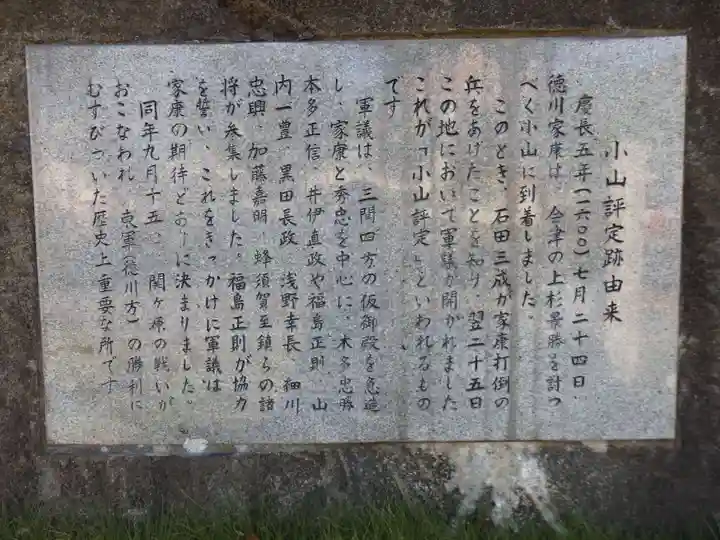 小山評定跡由来
慶長五年(一六〇〇)七月二十四日、
徳川家康は、会津の上杉景勝を討つ
べく小山に到着しました。
このとき、石田三成が家康打倒の
兵をあげたことを知り、翌二十五日
この地において軍議が開かれました
これが「小山評定」といわれるもの
です
軍議は、三間四方の仮御殿を急造
し、家康と秀忠を中心に、本多忠勝
本多正信、井伊直政や福島正則、山
内一豊、黒田長政、浅野幸長、細川
忠興、加藤嘉明、蜂須賀至鎮らの諸
将が参集しました。福島正則が協力
を誓い、これをきっかけに軍議は
家康の期待どおりに決まりました。
同年九月十五日、関ヶ原の戦いが
おこなわれ、東軍(徳川方)の勝利に
むすびついた歴史上重要な所です